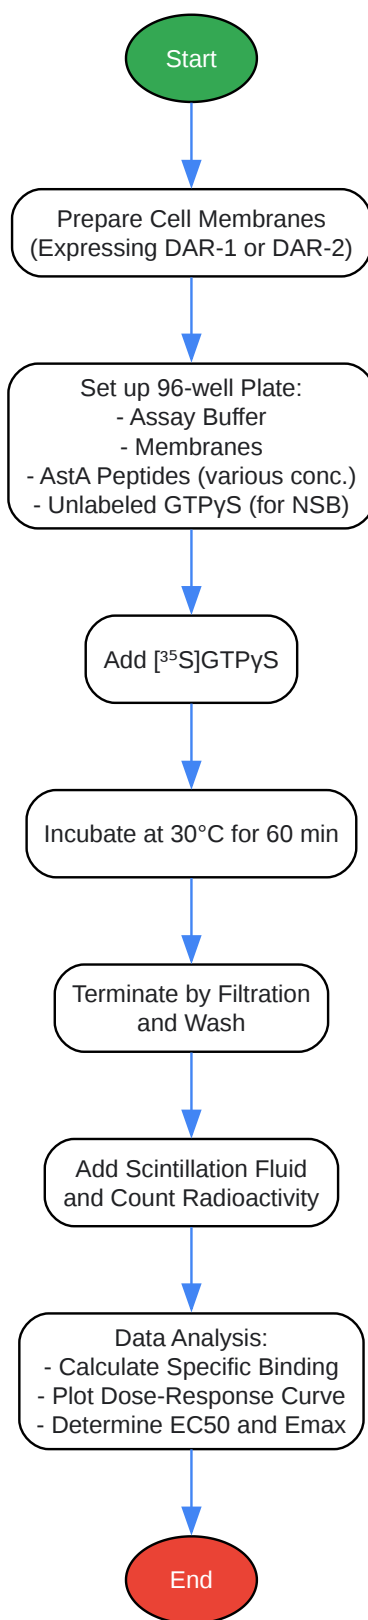 Start
Prepare Cell Membranes
(Expressing DAR-1 or DAR-2)
Set up 96-well Plate:
- Assay Buffer
- Membranes
- AstA Peptides (various conc.)
- Unlabeled GTPγS (for NSB)
Add [³⁵S]GTPγS
Incubate at 30°C for 60 min
Terminate by Filtration
and Wash
Add Scintillation Fluid
and Count Radioactivity
Data Analysis:
- Calculate Specific Binding
- Plot Dose-Response Curve
- Determine EC50 and Emax
End